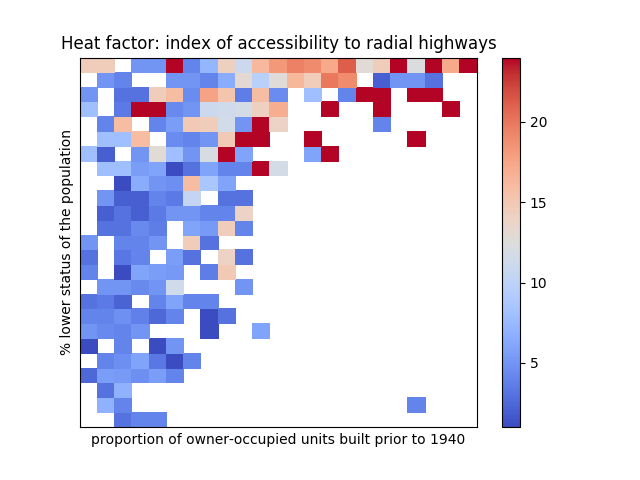 Heat factor: index of accessibility to radial highways
% lower status of the population
20
15
10
5
proportion of owner-occupied units built prior to 1940